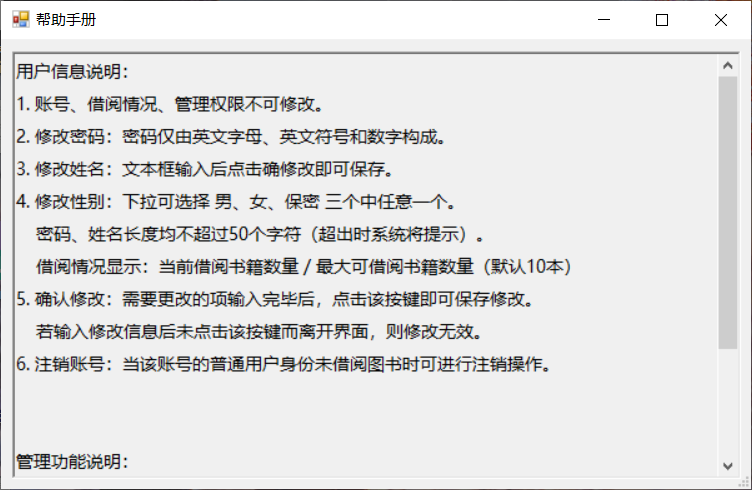 帮助手册
用户信息说明：
1. 账号、借阅情况、管理权限不可修改。
2. 修改密码：密码仅由英文字母、英文符号和数字构成。
3. 修改姓名：文本框输入后点击确修改即可保存。
4. 修改性别：下拉可选择 男、女、保密 三个中任意一个。
密码、姓名长度均不超过50个字符（超出时系统将提示）。
借阅情况显示：当前借阅书籍数量 / 最大可借阅书籍数量（默认10本）
5. 确认修改：需要更改的项输入完毕后，点击该按键即可保存修改。
若输入修改信息后未点击该按键而离开界面，则修改无效。
6. 注销账号：当该账号的普通用户身份未借阅图书时可进行注销操作。
管理功能说明：